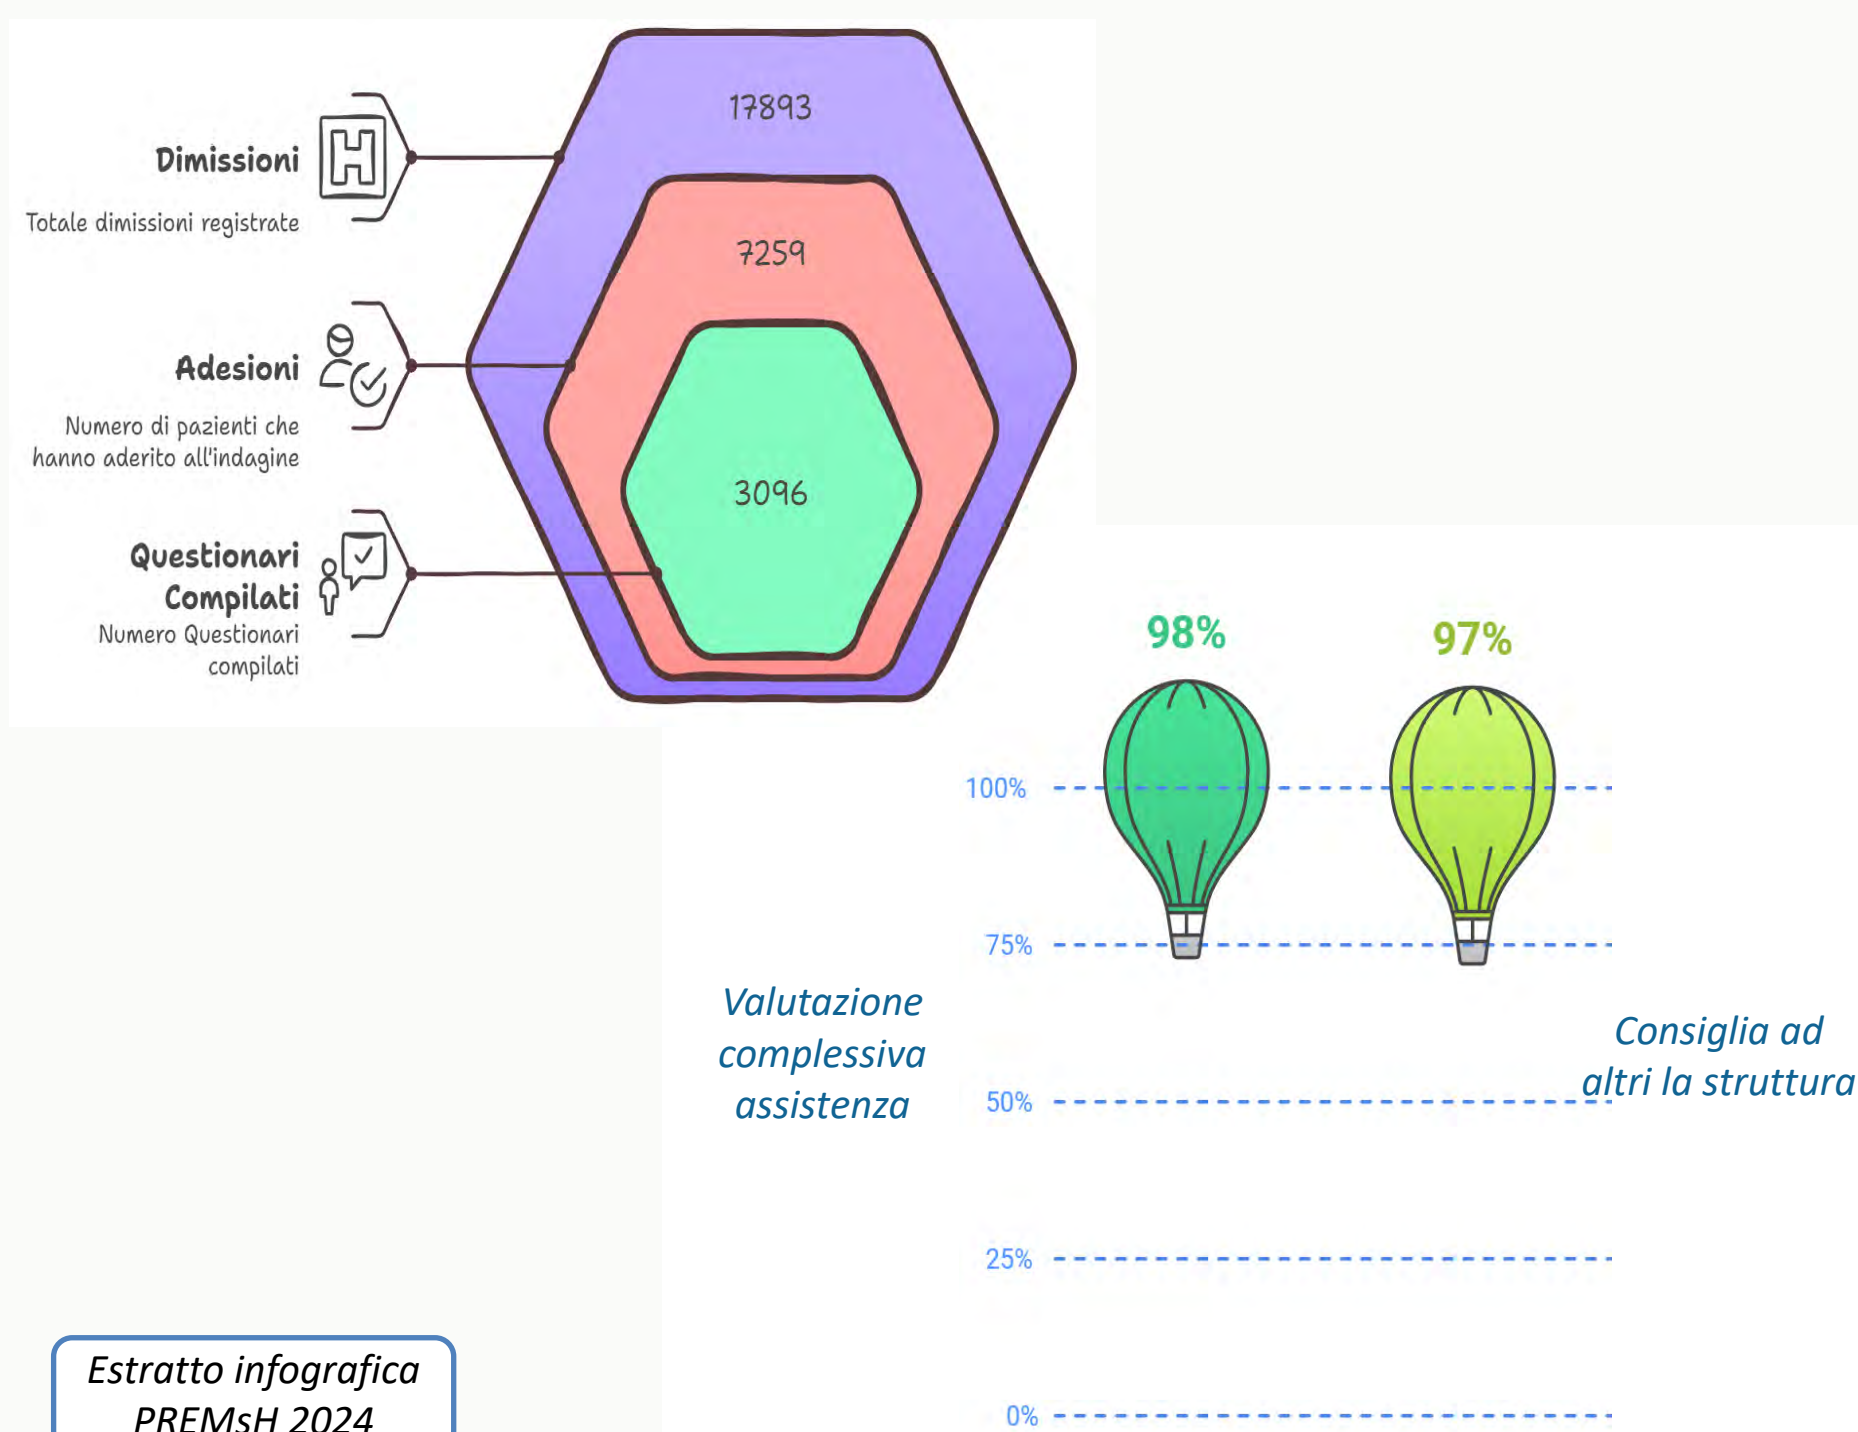 17893
Dimissioni
Totale dimissioni registrate
7259
Adesioni
Numero di pazienti che
hanno aderito all'indagine
3096
Questionari
Compilati
Numero Questionari
compilati
98%
97%
100%
75%
Valutazione
complessiva
assistenza
Consiglia ad
altri la struttura
50%
25%
0%
Estratto infografica
PREMsH 2024